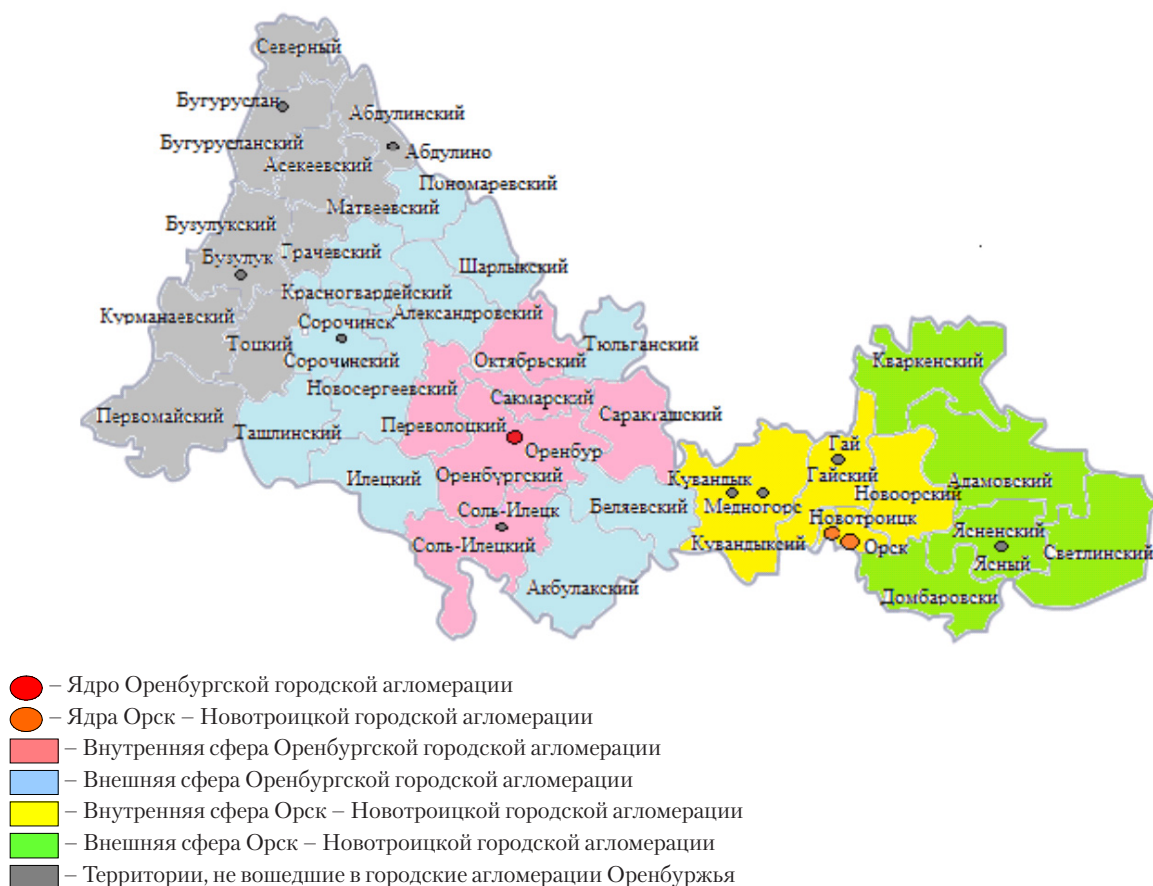 Северный
Бугуруслан
Абдулинский
Бугурусланский
Абдулино
Асекеевский
Пономаревский
Матвеевский
Бузулукский
Грачевский
Бузулук
Шарлыкский
Красногвардейский
Курманаевский
Александровский
Сорочинск
Тоцкий
Тюльганский
Кваркенский
Сорочинский
Октябрьский
Новосергеевский
Сакмарский
Первомайский
Саракташский
Переволоцкий
Ташлинский
Оренбур
Гай
Илецкий
Оренбургский
Гайский
Кувандык
Адамовский
Новоорский
Соль-Илецк
Беляевский
Медногорс
Новотроицк
Ясненский
Соль-Илецкий
Кувандыксий
Орск
Светлинский
Ясный
Акбулакский
Домбаровски
– Ядро Оренбургской городской агломерации
– Ядра Орск – Новотроицкой городской агломерации
– Внутренняя сфера Оренбургской городской агломерации
– Внешняя сфера Оренбургской городской агломерации
– Внутренняя сфера Орск – Новотроицкой городской агломерации
– Внешняя сфера Орск – Новотроицкой городской агломерации
– Территории, не вошедшие в городские агломерации Оренбуржья